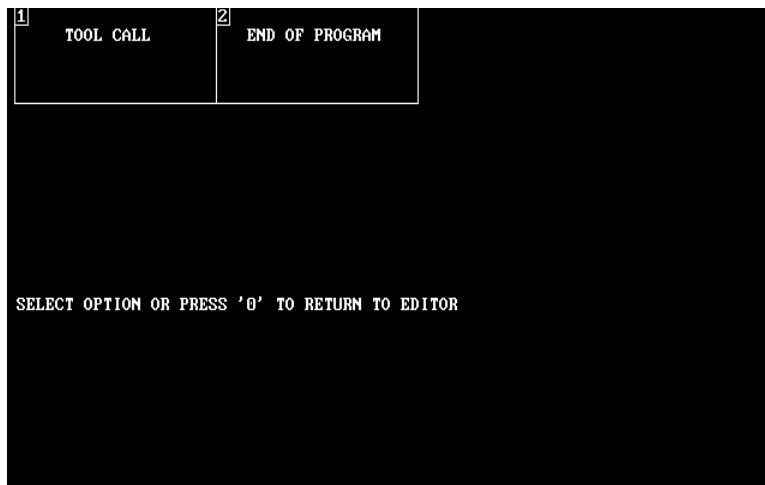 1 2
TOOL CALL END OF PROGRAM
SELECT OPTION OR PRESS '0' TO RETURN TO EDITOR